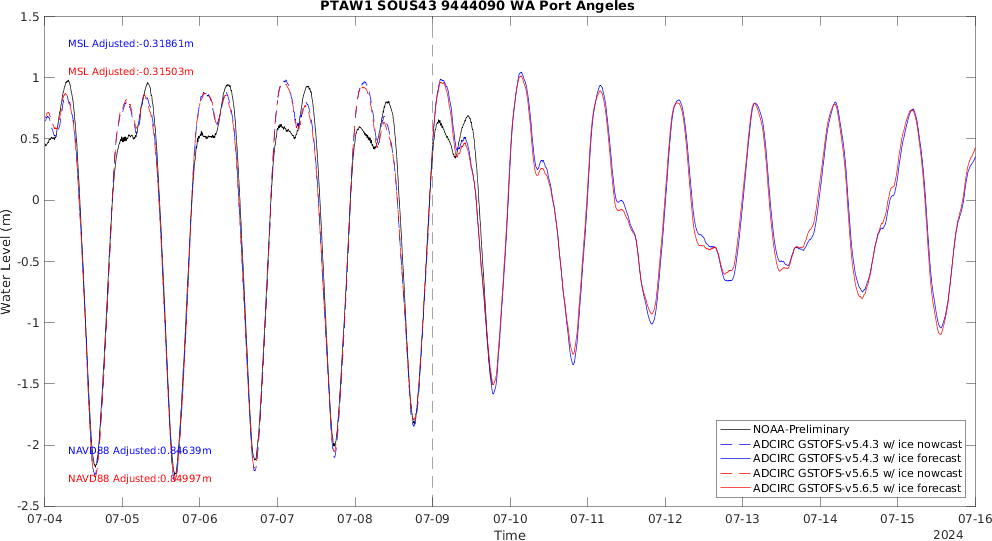 PTAW1 SOUS43 9444090 WA Port Angeles
1.5
1
0.5
0
-0.5
-1
-1.5
-2
-2.5
Water Level (m)
MSL Adjusted:-0.31861m
MSL Adjusted:-0.31503m
NAVD88 Adjusted:0.84639m
NAVD88 Adjusted:0.84997m
NOAA-Preliminary
ADCIRC GSTOFS-v5.4.3 w/ ice nowcast
ADCIRC GSTOFS-v5.4.3 w/ ice forecast
ADCIRC GSTOFS-v5.6.5 w/ ice nowcast
ADCIRC GSTOFS-v5.6.5 w/ ice forecast
07-04 07-05 07-06 07-07 07-08 07-09 07-10 07-11 07-12 07-13 07-14 07-15 07-16
Time
2024